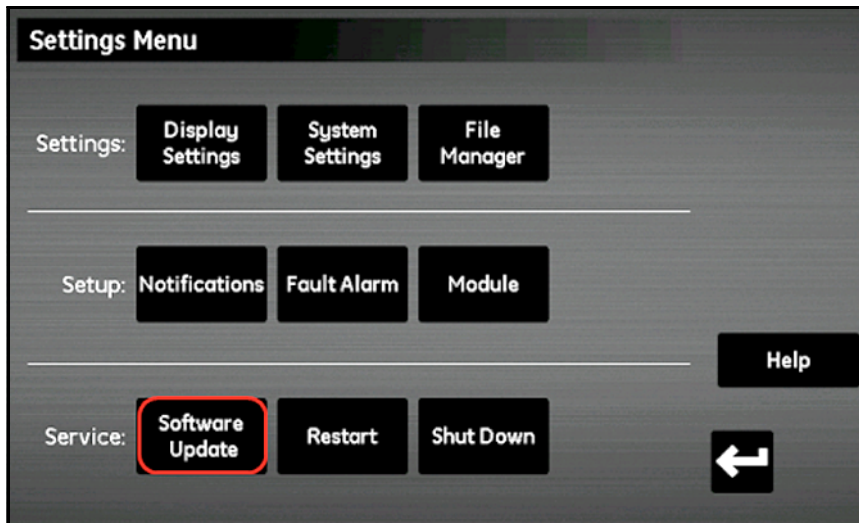 Settings Menu
Settings:
Display
Settings
System
Settings
File
Manager
Setup:
Notifications
Fault Alarm
Module
Help
Service:
Software
Update
Restart
Shut Down